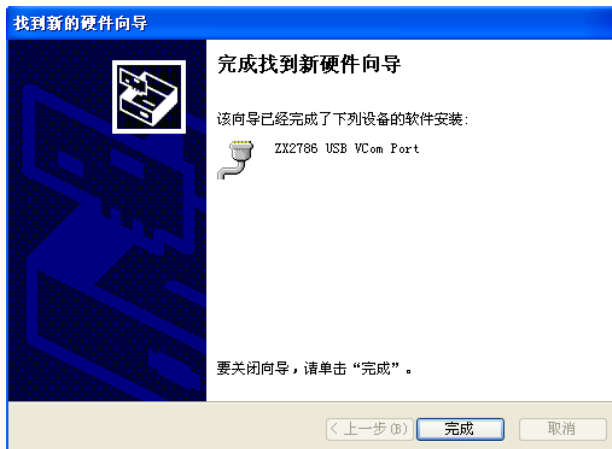 找到新的硬件向导
完成找到新硬件向导
该向导已经完成了下列设备的软件安装:
ZX2786 USB VCom Port
要关闭向导，请单击“完成”。
< 上一步(B)
完成
取消